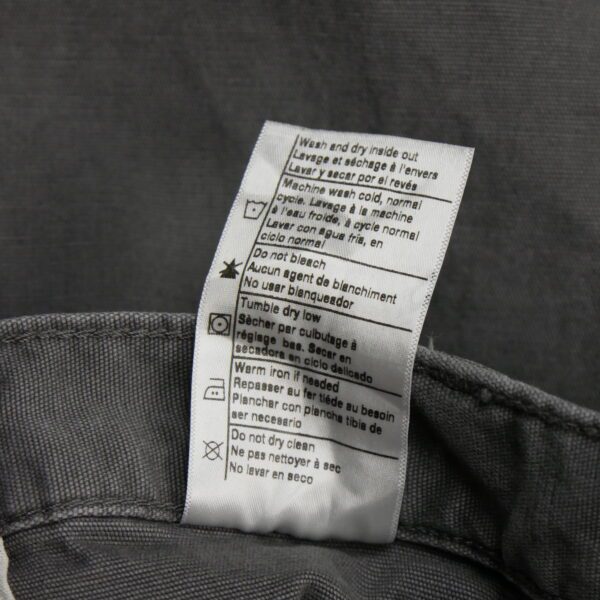 Wash and dry inside out
Lavage et séchage à l'envers
Lavar y secar por el revés
Machine wash cold, normal
cycle. Lavage à la machine
à l'eau froide, à cycle normal
Lavar con agua fria, en
ciclo normal
Do not bleach
Aucun agent de blanchiment
No usar blanqueador
Tumble dry low
Sècher par culbutage à
réglage bas. Secar en
secadora en ciclo delicado
Warm iron if needed
Repasser au fer tiéde au besoin
Planchar con plancha tibia de
ser necesario
Do not dry clean
Ne pas nettoyer à sec
No lavar en seco